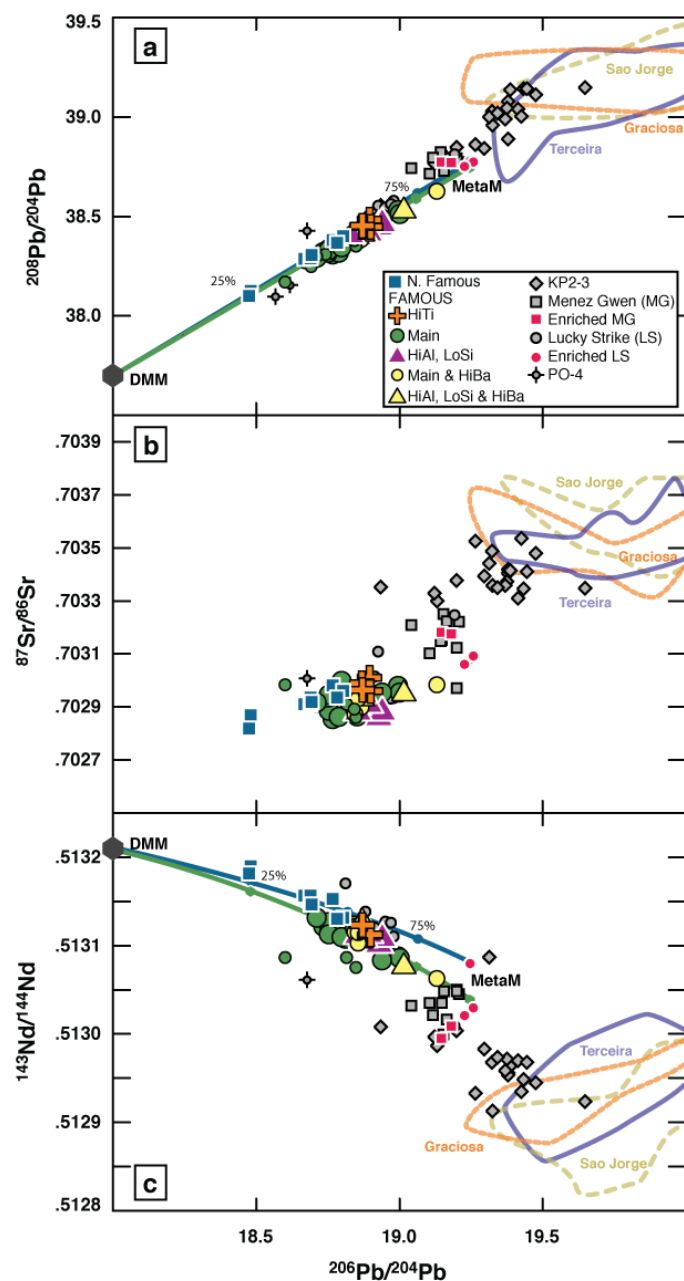 a
39.5
39.0
38.5
38.0
208Pb/204Pb
Sao Jorge
Graciosa
Terceira
75%
MetaM
25%
DMM
N. Famous
FAMOUS
HiTi
Main
HiAl, LoSi
Main & HiBa
HiAl, LoSi & HiBa
KP2-3
Menez Gwen (MG)
Enriched MG
Lucky Strike (LS)
Enriched LS
PO-4
b
.7039
.7037
.7035
.7033
.7031
.7029
.7027
87Sr/86Sr
Sao Jorge
Graciosa
Terceira
DMM
.5132
.5131
.5130
.5129
.5128
143Nd/144Nd
25%
75%
MetaM
Terceira
Graciosa
Sao Jorge
c
18.5
19.0
19.5
206Pb/204Pb